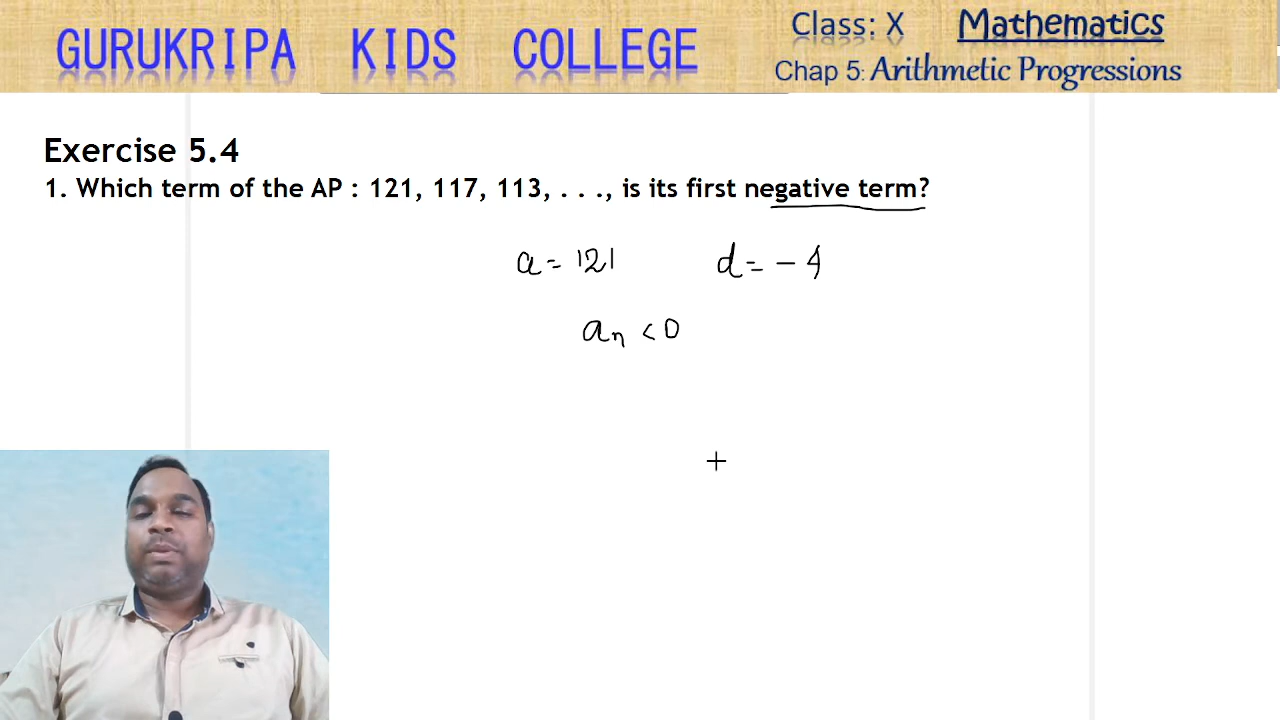 GURUKRIPA KIDS COLLEGE
Class: X Mathematics
Chap 5: Arithmetic Progressions
Exercise 5.4
1. Which term of the AP : 121, 117, 113, . . ., is its first negative term?
a = 121 d = - 4
an < 0